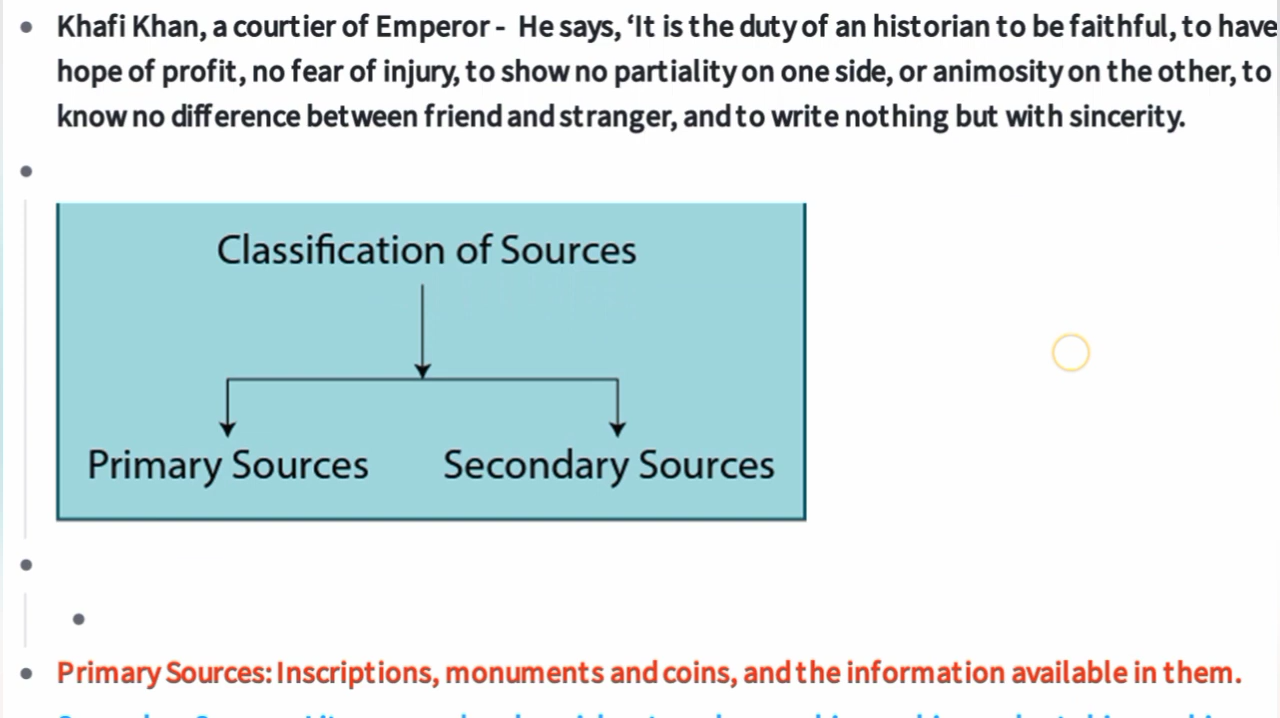 Khafi Khan, a courtier of Emperor - He says, ‘It is the duty of an historian to be faithful, to have
hope of profit, no fear of injury, to show no partiality on one side, or animosity on the other, to
know no difference between friend and stranger, and to write nothing but with sincerity.
Classification of Sources
Primary Sources Secondary Sources
Primary Sources: Inscriptions, monuments and coins, and the information available in them.